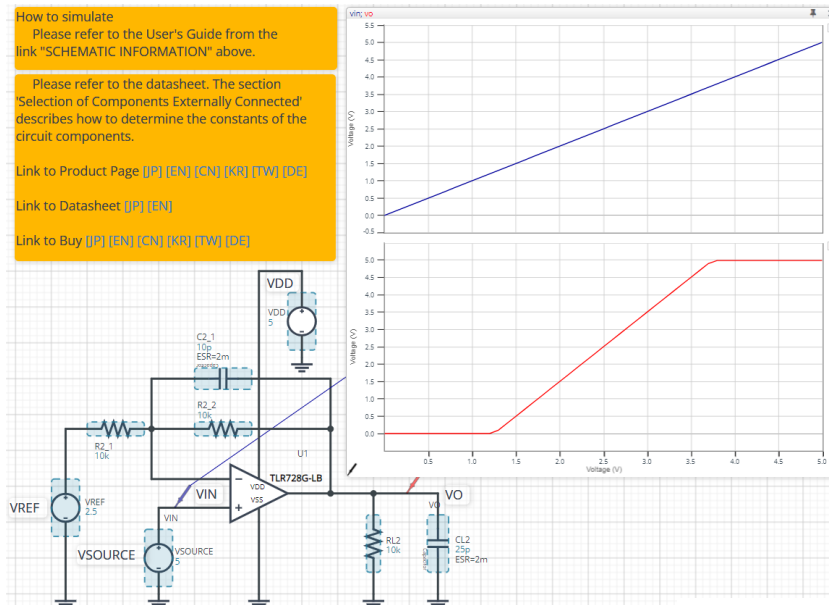 How to simulate
Please refer to the User's Guide from the
link "SCHEMATIC INFORMATION" above.
Please refer to the datasheet. The section
'Selection of Components Externally Connected'
describes how to determine the constants of the
circuit components.
Link to Product Page [JP] [EN] [CN] [KR] [TW] [DE]
Link to Datasheet [JP] [EN]
Link to Buy [JP] [EN] [CN] [KR] [TW] [DE]
vin; vo
5.5
5.0
4.5
4.0
3.5
3.0
2.5
2.0
1.5
1.0
0.5
0.0
-0.5
Voltage (V)
5.0
4.5
4.0
3.5
3.0
2.5
2.0
1.5
1.0
0.5
0.0
Voltage (V)
0.5 1.0 1.5 2.0 2.5 3.0 3.5 4.0 4.5 5.0
Voltage (V)
VDD
VDD
5
C2_1
10p
ESR=2m
R2_2
10k
R2_1
10k
U1
TLR728G-LB
VDD
VSS
VREF
VREF
2.5
VIN
VIN
VSOURCE
VSOURCE
5
VO
VO
RL2
10k
CL2
25p
ESR=2m